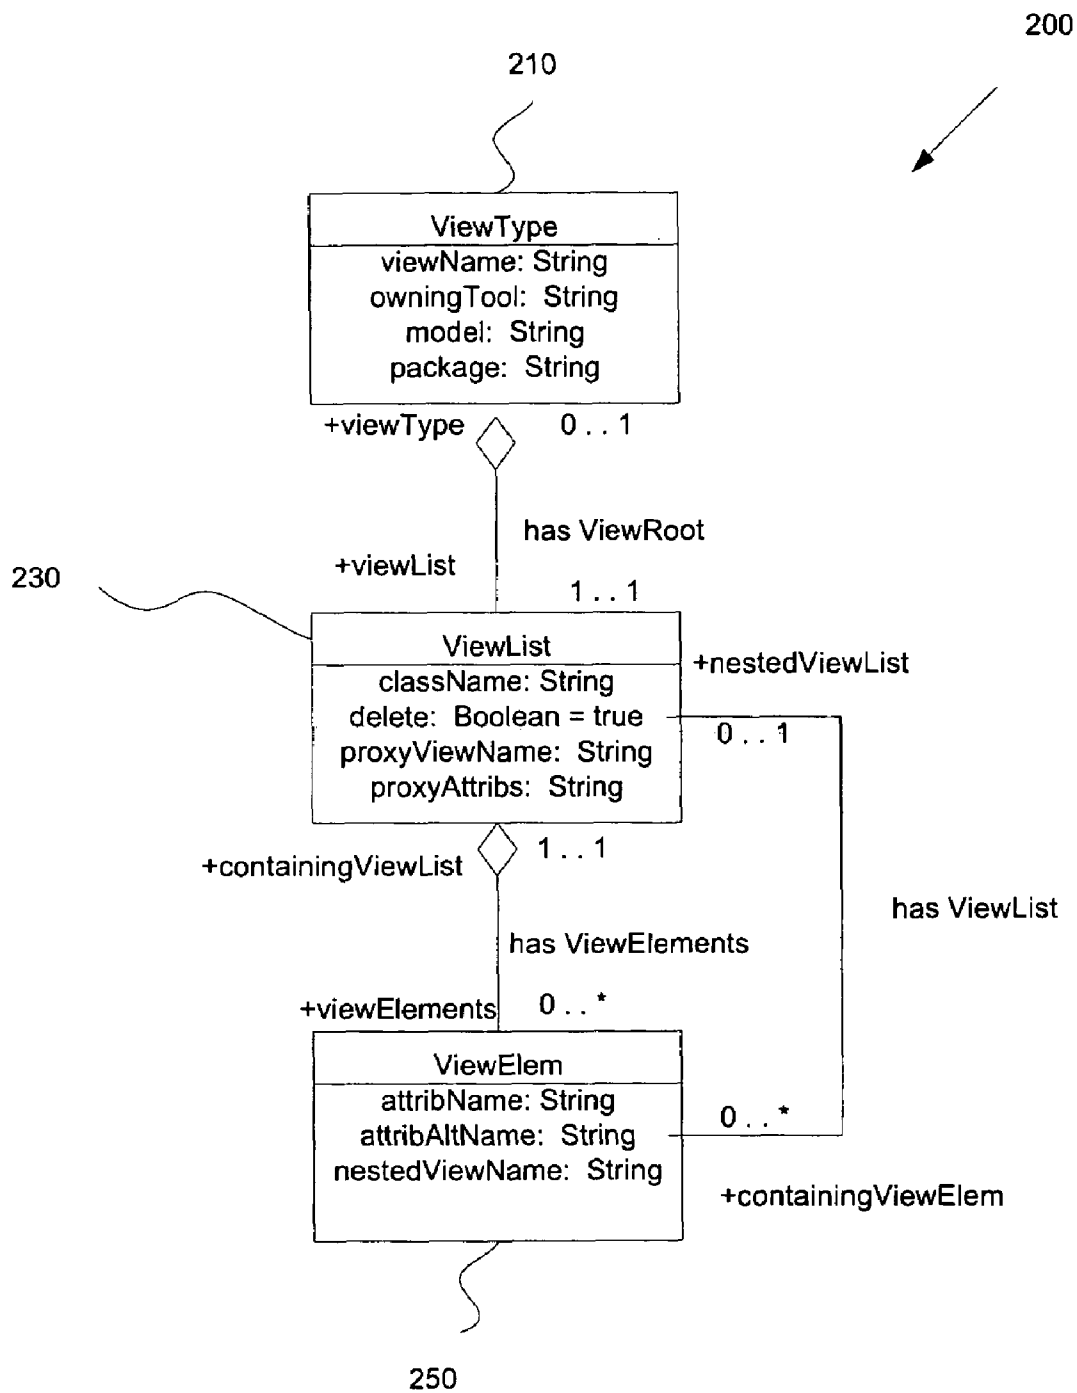 200
210
ViewType
viewName: String
owningTool: String
model: String
package: String
+viewType
0 . . 1
has ViewRoot
+viewList
230
1 . . 1
ViewList
+nestedViewList
className: String
delete: Boolean = true
0 . . 1
proxyViewName: String
proxyAttribs: String
+containingViewList
1 . . 1
has ViewList
has ViewElements
+viewElements
0 . . *
ViewElem
attribName: String
0 . . *
attribAltName: String
nestedViewName: String
+containingViewElem
250